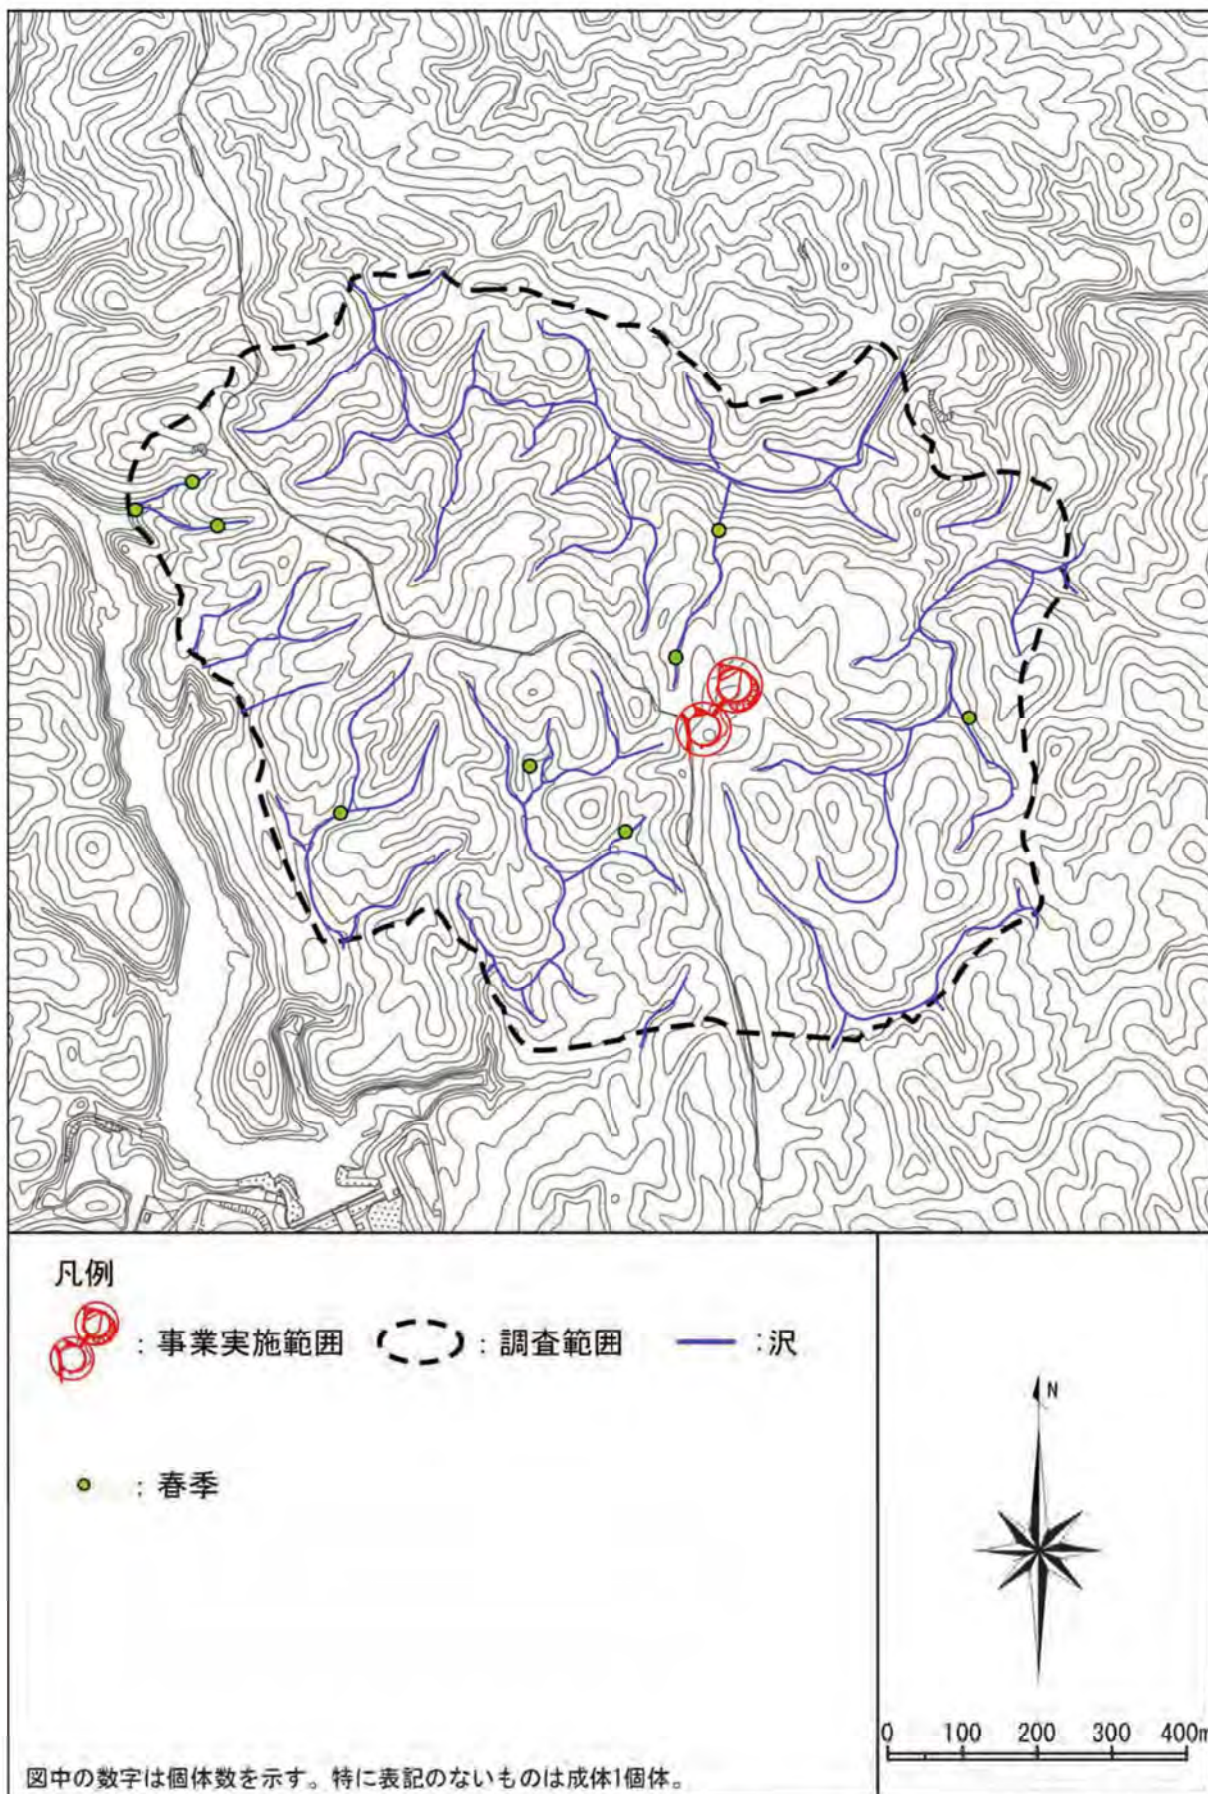 凡例
：事業実施範囲 ：調査範囲 ：沢
：春季
N
0 100 200 300 400m
図中の数字は個体数を示す。特に表記のないものは成体1個体。